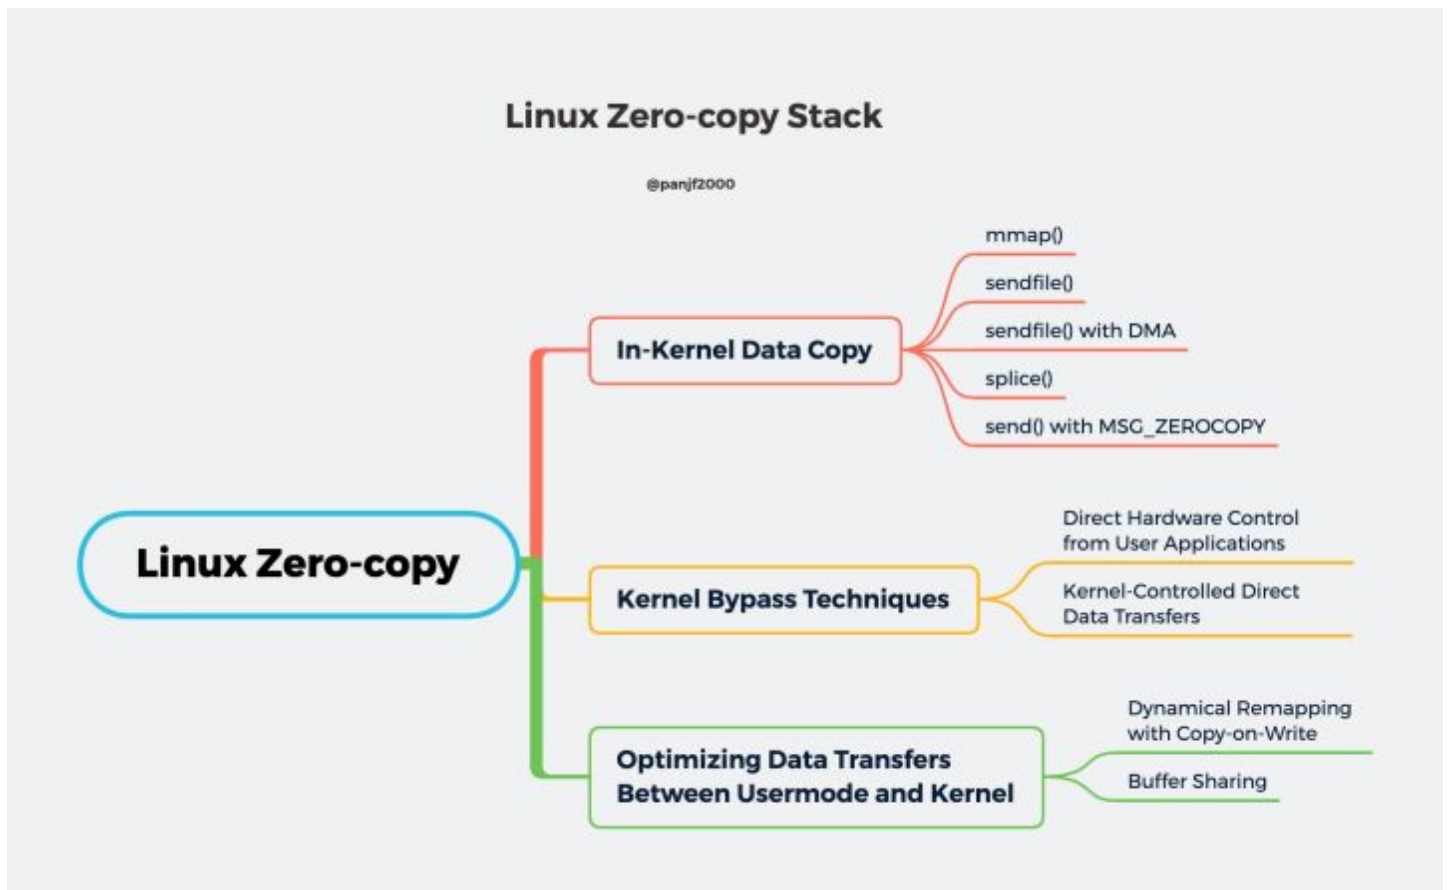 Linux Zero-copy Stack
@panjf2000
mmap()
sendfile()
sendfile() with DMA
splice()
send() with MSG_ZEROCOPY
In-Kernel Data Copy
Linux Zero-copy
Kernel Bypass Techniques
Direct Hardware Control
from User Applications
Kernel-Controlled Direct
Data Transfers
Optimizing Data Transfers
Between Usermode and Kernel
Dynamical Remapping
with Copy-on-Write
Buffer Sharing